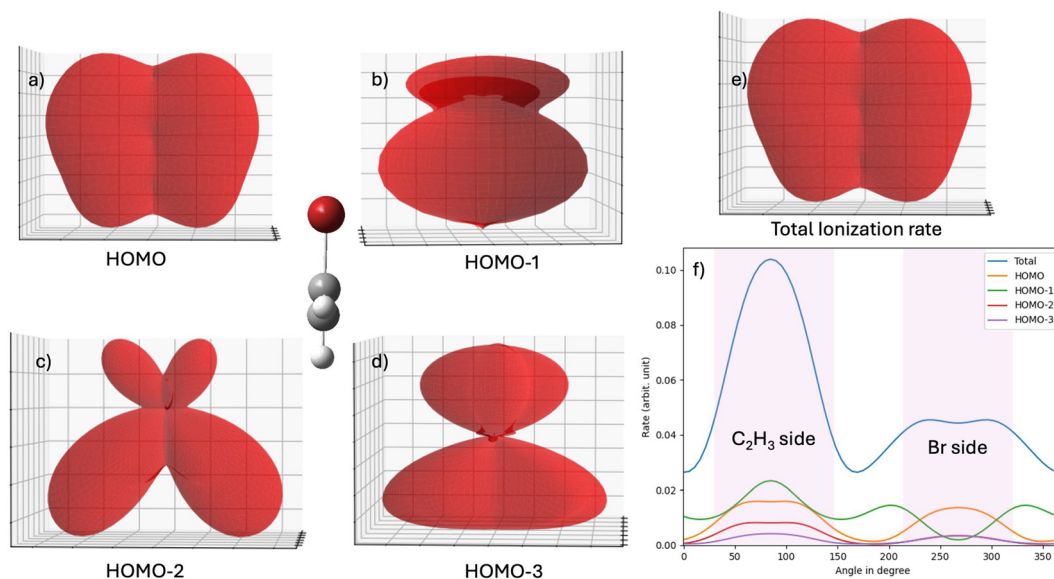 a)
HOMO
b)
HOMO-1
c)
HOMO-2
d)
HOMO-3
e)
Total Ionization rate
f)
Total
HOMO
HOMO-1
HOMO-2
HOMO-3
C₂H₃ side
Br side
Rate (arbit. unit)
0.10
0.08
0.06
0.04
0.02
0.00
0 50 100 150 200 250 300 350
Angle in degree